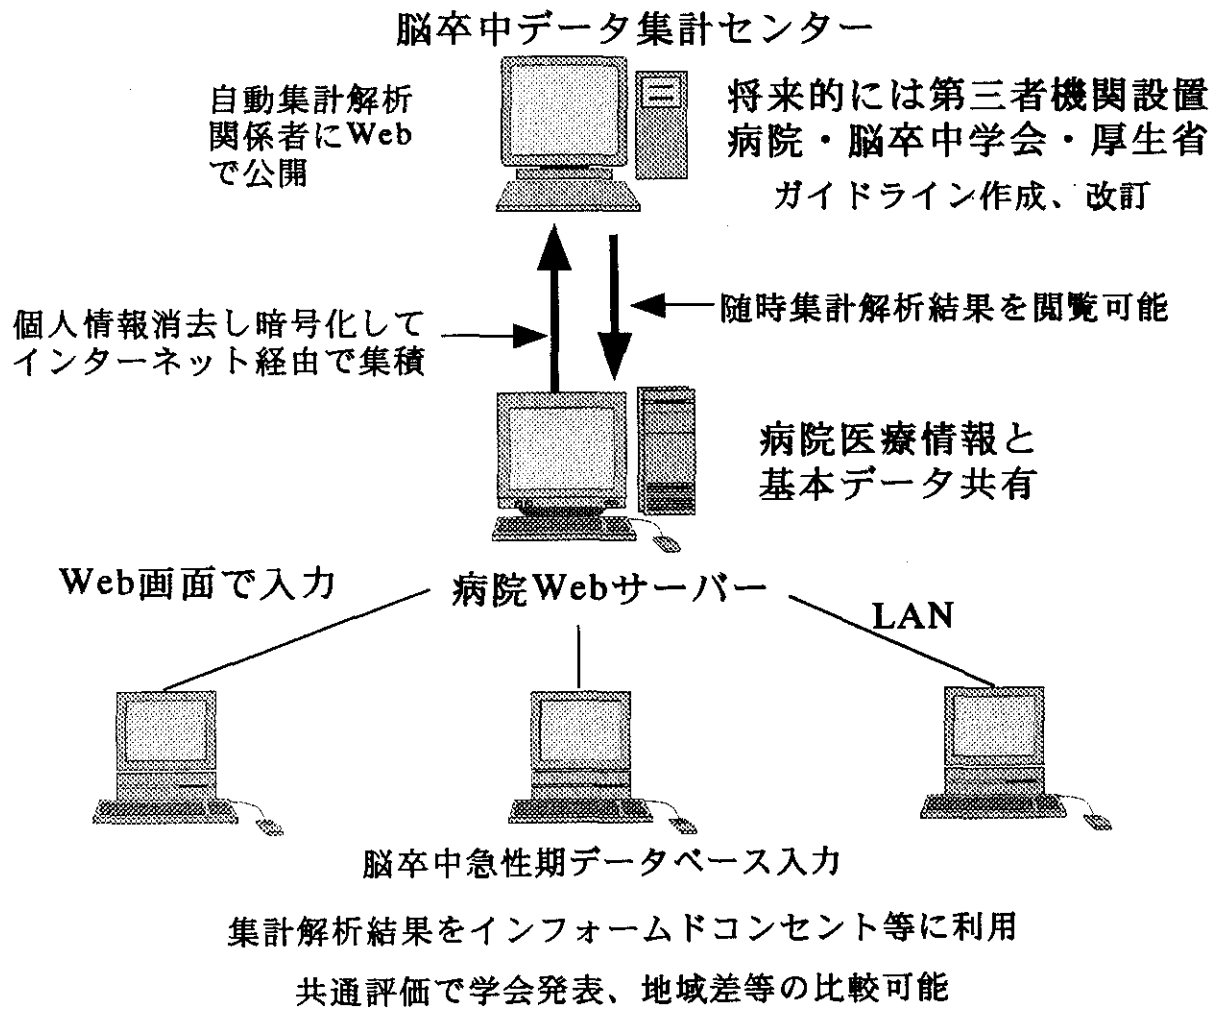 脳卒中データ集計センター
自動集計解析
関係者にWeb
で公開
将来的には第三者機関設置
病院・脳卒中学会・厚生省
ガイドライン作成、改訂
個人情報消去し暗号化して
インターネット経由で集積
随時集計解析結果を閲覧可能
病院医療情報と
基本データ共有
Web画面で入力
病院Webサーバー
LAN
脳卒中急性期データベース入力
集計解析結果をインフォームドコンセント等に利用
共通評価で学会発表、地域差等の比較可能